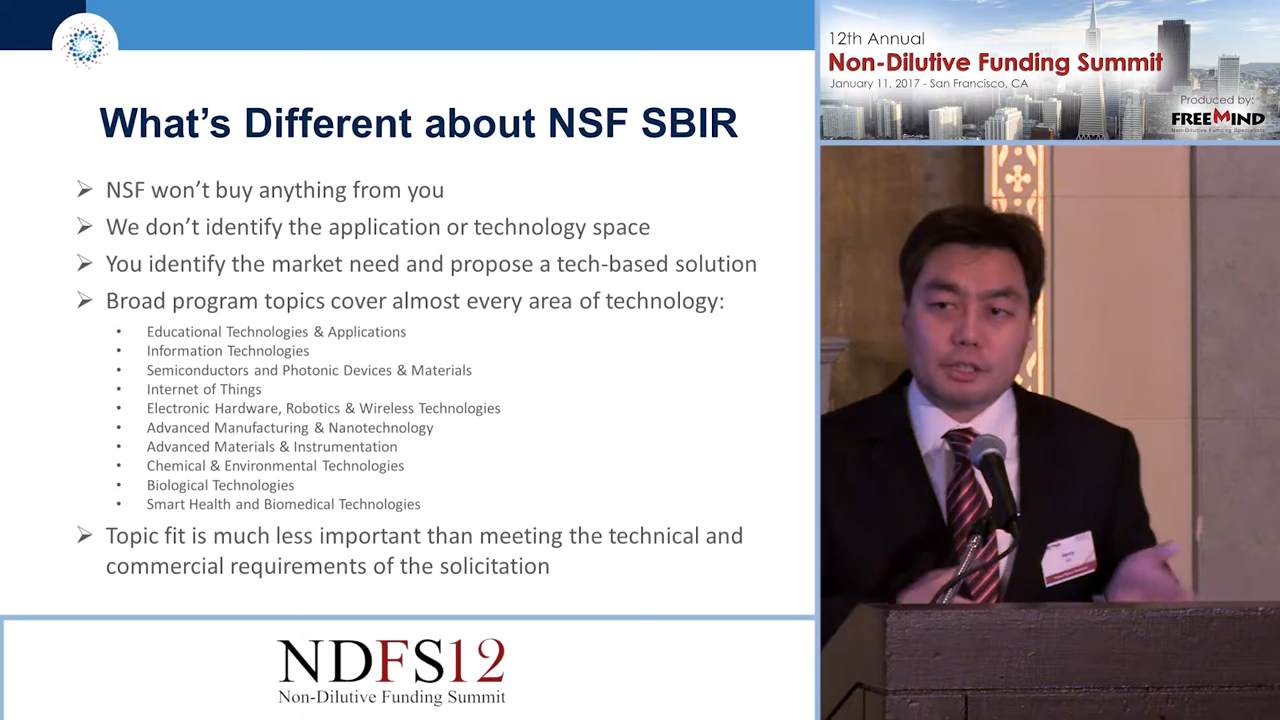 What's Different about NSF SBIR
NSF won't buy anything from you
We don't identify the application or technology space
You identify the market need and propose a tech-based solution
Broad program topics cover almost every area of technology:
Educational Technologies & Applications
Information Technologies
Semiconductors and Photonic Devices & Materials
Internet of Things
Electronic Hardware, Robotics & Wireless Technologies
Advanced Manufacturing & Nanotechnology
Advanced Materials & Instrumentation
Chemical & Environmental Technologies
Biological Technologies
Smart Health and Biomedical Technologies
Topic fit is much less important than meeting the technical and
commercial requirements of the solicitation
NDFS12
Non-Dilutive Funding Summit
12th Annual
Non-Dilutive Funding Summit
January 11, 2017 - San Francisco, CA
Produced by:
FREEMIND
Non-Dilutive Funding Specialists